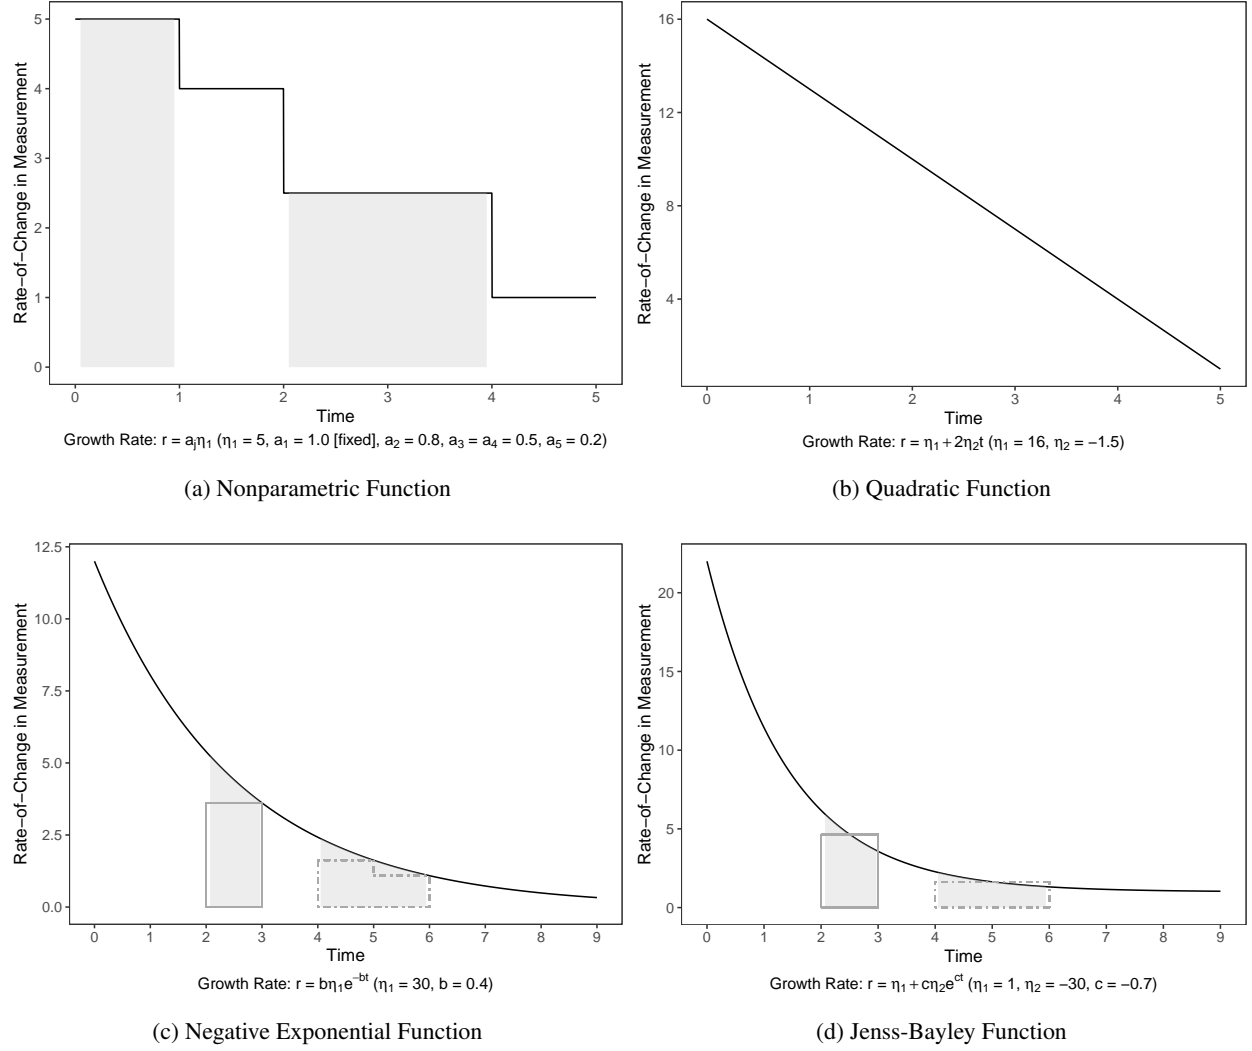 Rate−of−Change in Measurement
5
4
3
2
1
0
0 1 2 3 4 5
Time
Growth Rate: r = ajη1 (η1 = 5, a1 = 1.0 [fixed], a2 = 0.8, a3 = a4 = 0.5, a5 = 0.2)
(a) Nonparametric Function
Rate−of−Change in Measurement
16
12
8
4
0 1 2 3 4 5
Time
Growth Rate: r = η1 + 2η2t (η1 = 16, η2 = −1.5)
(b) Quadratic Function
Rate−of−Change in Measurement
12.5
10.0
7.5
5.0
2.5
0.0
0 1 2 3 4 5 6 7 8 9
Time
Growth Rate: r = bη1e−bt (η1 = 30, b = 0.4)
(c) Negative Exponential Function
Rate−of−Change in Measurement
20
15
10
5
0
0 1 2 3 4 5 6 7 8 9
Time
Growth Rate: r = η1 + cη2ect (η1 = 1, η2 = −30, c = −0.7)
(d) Jenss-Bayley Function